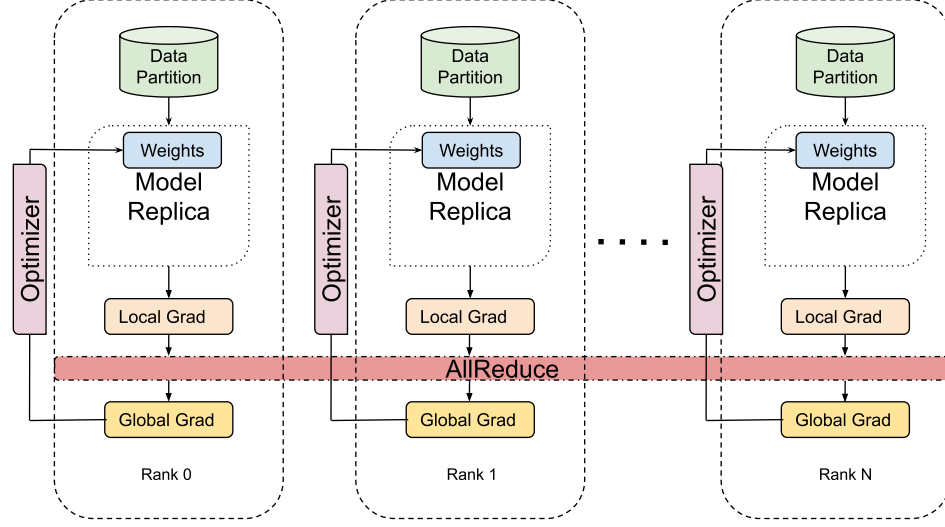 Data
Partition
Weights
Model
Replica
Optimizer
Local Grad
Global Grad
Rank 0
Data
Partition
Weights
Model
Replica
Optimizer
Local Grad
AllReduce
Global Grad
Rank 1
. . . .
Data
Partition
Weights
Model
Replica
Optimizer
Local Grad
Global Grad
Rank N